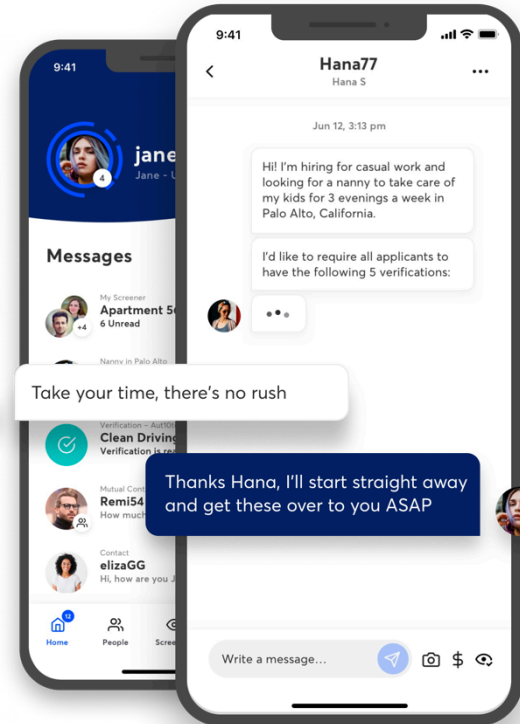 9:41
jane
Jane - U
4
Messages
My Screener
Apartment 5
6 Unread
+4
Nanny in Palo Alto
Take your time, there's no rush
Clean Driving
Verification is
Mutual Cont
Remi54
How much
Contact
elizaGG
Hi, how are you J
12
Home
People
Scree
9:41
Hana77
Hana S
Jun 12, 3:13 pm
Hi! I'm hiring for casual work and
looking for a nanny to take care of
my kids for 3 evenings a week in
Palo Alto, California.
I'd like to require all applicants to
have the following 5 verifications:
Thanks Hana, I'll start straight away
and get these over to you ASAP
Write a message...